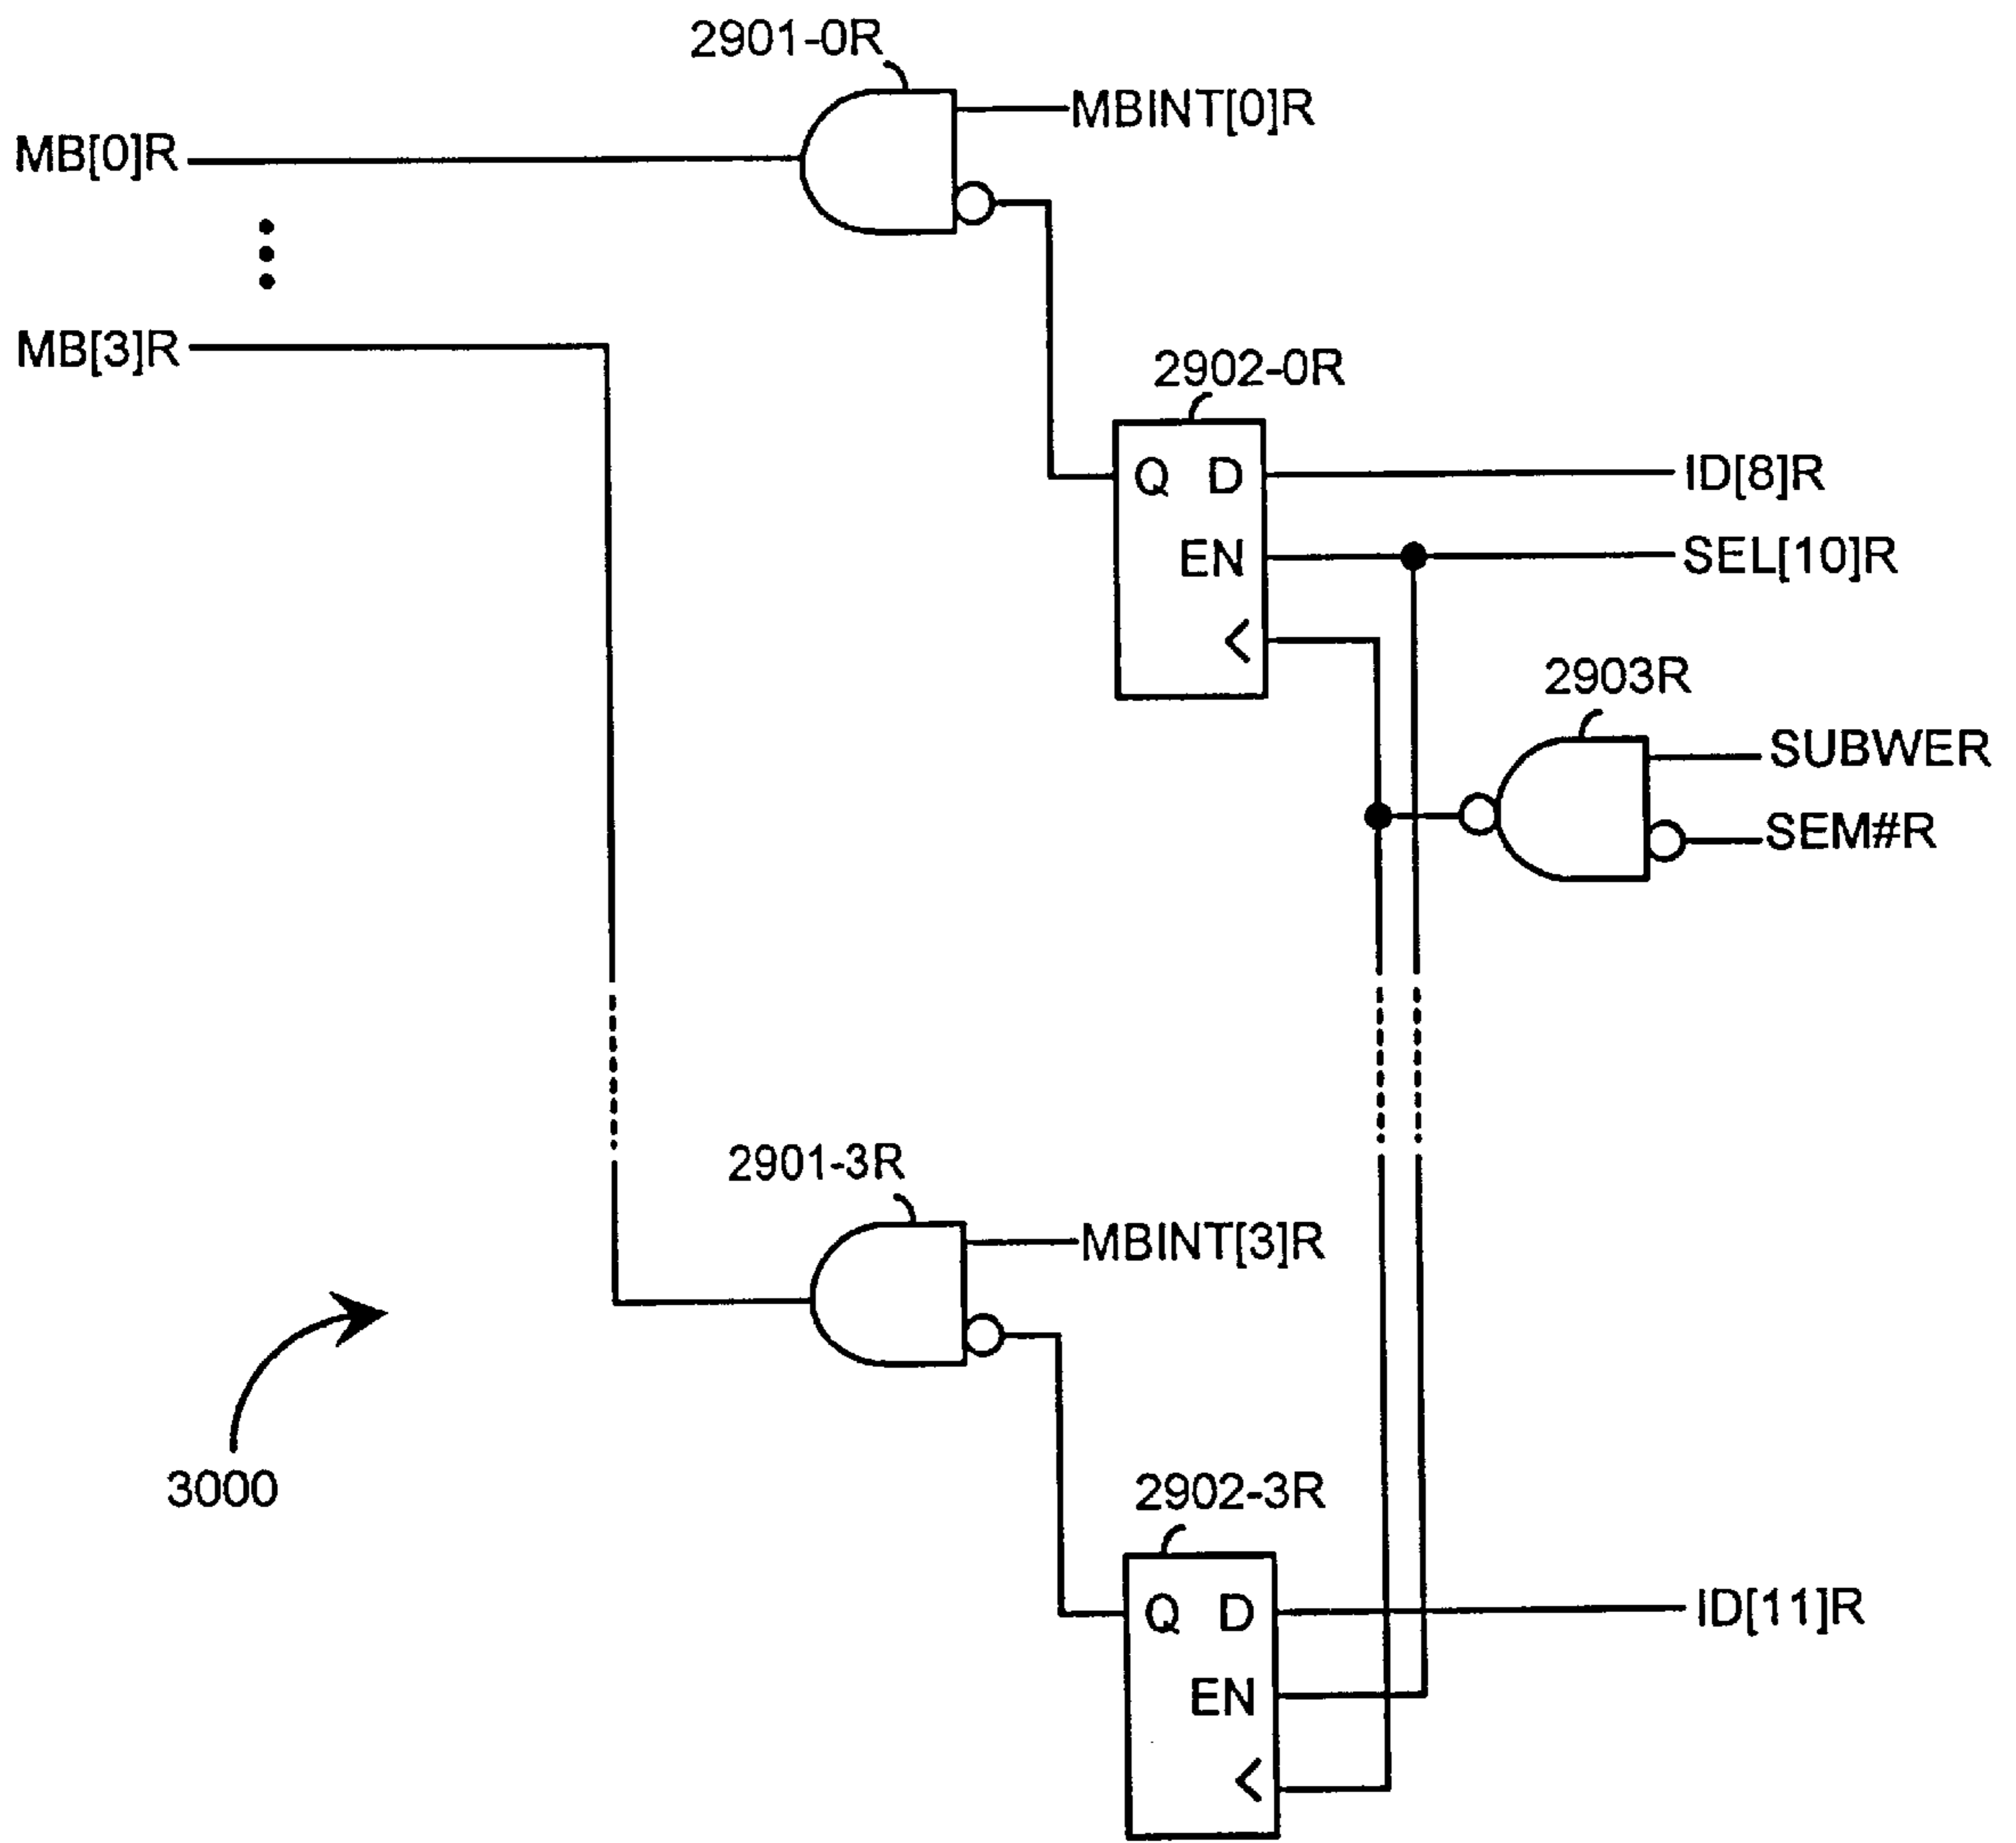 2901-0R
MBINT[0]R
MB[0]R
MB[3]R
2902-0R
Q D
ID[8]R
EN
SEL[10]R
<
2903R
SUBWER
SEM#R
2901-3R
MBINT[3]R
3000
2902-3R
Q D
ID[11]R
EN
<